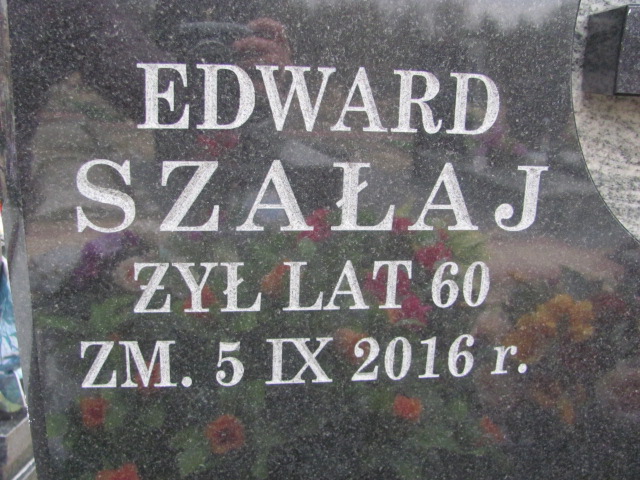 EDWARD
SZAŁAJ
ŻYŁ LAT 60
ZM. 5 IX 2016 r.